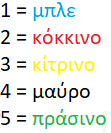 1 = μπλε
2 = κόκκινο
3 = κίτρινο
4 = μαύρο
5 = πράσινο